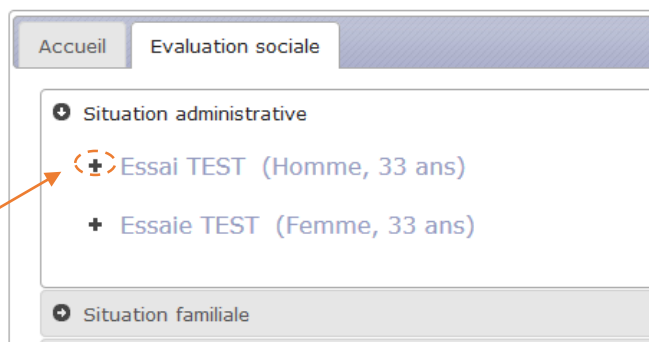 Accueil Evaluation sociale
Situation administrative
Essai TEST (Homme, 33 ans)
Essaie TEST (Femme, 33 ans)
Situation familiale